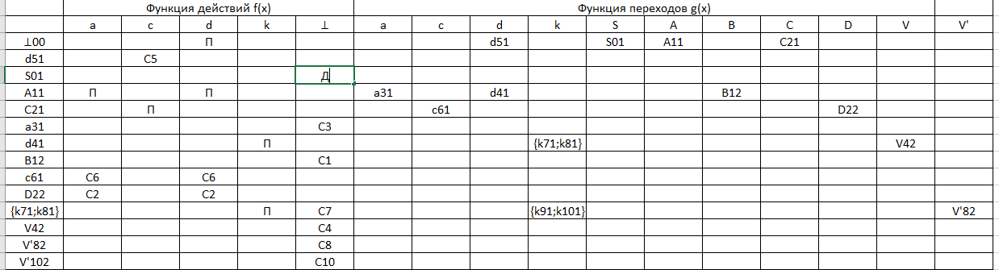 Функция действий f(x) Функция переходов g(x)
a c d k ⊥ a c d k S A B C D V V'
⊥00 П d51 S01 A11 C21
d51 C5
S01 Д
A11 П П a31 d41 B12
C21 П c61 D22
a31 C3
d41 П {k71;k81} V42
B12 C1
c61 C6 C6
D22 C2 C2
{k71;k81} П C7 {k91;k101} V'82
V42 C4
V'82 C8
V'102 C10